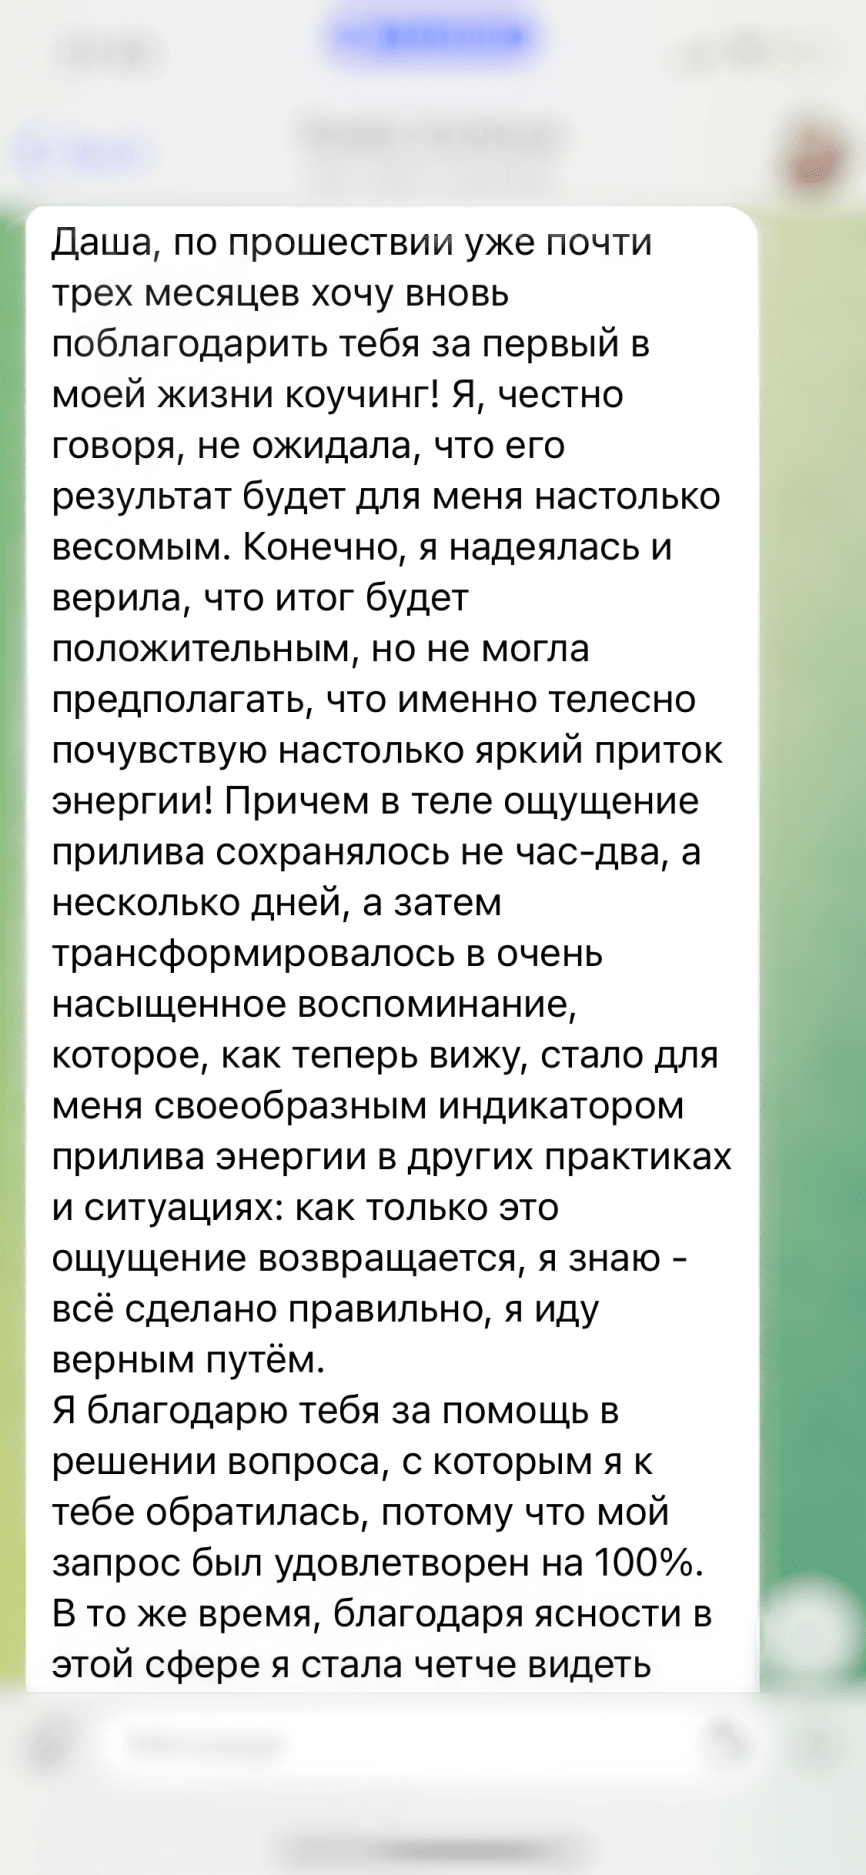 Даша, по прошествии уже почти
трех месяцев хочу вновь
поблагодарить тебя за первый в
моей жизни коучинг! Я, честно
говоря, не ожидала, что его
результат будет для меня настолько
весомым. Конечно, я надеялась и
верила, что итог будет
положительным, но не могла
предполагать, что именно телесно
почувствую настолько яркий приток
энергии! Причем в теле ощущение
прилива сохранялось не час-два, а
несколько дней, а затем
трансформировалось в очень
насыщенное воспоминание,
которое, как теперь вижу, стало для
меня своеобразным индикатором
прилива энергии в других практиках
и ситуациях: как только это
ощущение возвращается, я знаю -
всё сделано правильно, я иду
верным путём.
Я благодарю тебя за помощь в
решении вопроса, с которым я к
тебе обратилась, потому что мой
запрос был удовлетворен на 100%.
В то же время, благодаря ясности в
этой сфере я стала четче видеть